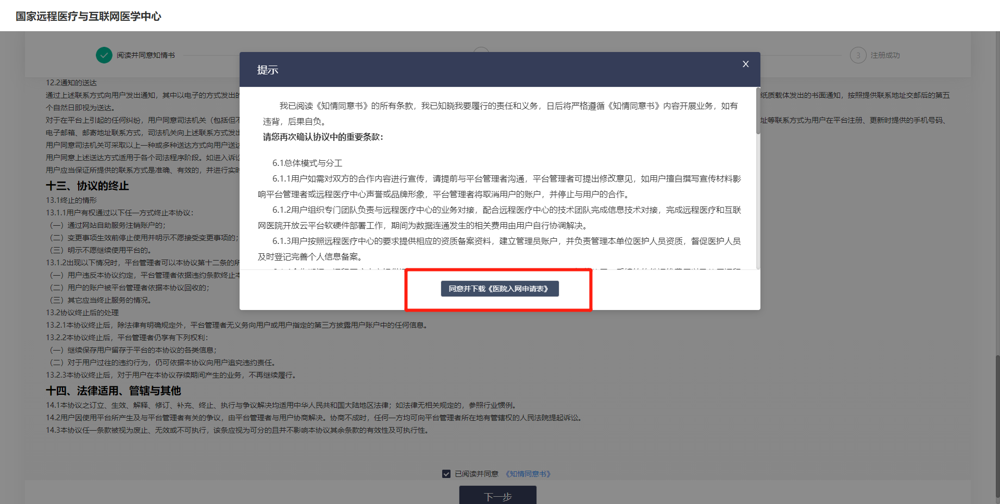 国家远程医疗与互联网医学中心
阅读并同意知情书
3 注册成功
12.2通知的送达
通过上述联系方式向用户发出通知，其中以电子的方式发出的
纸质载体发出的书面通知，按照提供联系地址交邮后的第五
个自然日即视为送达。
对于在平台上引起的任何纠纷，用户同意司法机关（包括但不
址等联系方式为用户在平台注册、更新时提供的手机号码、
电子邮箱、邮寄地址联系方式，司法机关向上述联系方式发出
用户同意司法机关可采取以上一种或多种送达方式向用户送达
用户同意上述送达方式适用于各个司法程序阶段。如进入诉讼
用户应当保证所提供的联系方式是准确、有效的，并进行实时
十三、协议的终止
13.1终止的情形
13.1.1用户有权通过以下任一方式终止本协议：
（一）通过网站自助服务注销账户的；
（二）变更事项生效前停止使用并明示不愿接受变更事项的；
（三）明示不愿继续使用平台的。
13.1.2出现以下情况时，平台管理者可以本协议第十二条的所
（一）用户违反本协议约定，平台管理者依据违约条款终止本
（二）用户的账户被平台管理者依据本协议回收的；
（三）其它应当终止服务的情况。
13.2协议终止后的处理
13.2.1本协议终止后，除法律有明确规定外，平台管理者无义务向用户或用户指定的第三方披露用户账户中的任何信息。
13.2.2本协议终止后，平台管理者仍享有下列权利：
（一）继续保存用户留存于平台的本协议的各类信息；
（二）对于用户过往的违约行为，仍可依据本协议向用户追究违约责任。
13.2.3本协议终止后，对于用户在本协议存续期间产生的业务，不再继续履行。
十四、法律适用、管辖与其他
14.1本协议之订立、生效、解释、修订、补充、终止、执行与争议解决均适用中华人民共和国大陆地区法律；如法律无相关规定的，参照行业惯例。
14.2用户因使用平台所产生及与平台管理者有关的争议，由平台管理者与用户协商解决。协商不成时，任何一方均可向平台管理者所在地有管辖权的人民法院提起诉讼。
14.3本协议任一条款被视为废止、无效或不可执行，该条应视为可分的且并不影响本协议其余条款的有效性及可执行性。
已阅读并同意 《知情同意书》
下一步
提示
X
我已阅读《知情同意书》的所有条款，我已知晓我要履行的责任和义务，日后将严格遵循《知情同意书》内容开展业务，如有
违背，后果自负。
请您再次确认协议中的重要条款：
6.1总体模式与分工
6.1.1用户如需对双方的合作内容进行宣传，请提前与平台管理者沟通，平台管理者可提出修改意见，如用户擅自撰写宣传材料影
响平台管理者或远程医疗中心声誉或品牌形象，平台管理者将取消用户的账户，并停止与用户的合作。
6.1.2用户组织专门团队负责与远程医疗中心的业务对接，配合远程医疗中心的技术团队完成信息技术对接，完成远程医疗和互联
网医院开放云平台软硬件部署工作，期间为数据连通发生的相关费用由用户自行协调解决。
6.1.3用户按照远程医疗中心的要求提供相应的资质备案资料，建立管理员账户，并负责管理本单位医护人员资质，督促医护人员
及时登记完善个人信息备案。
同意并下载《医院入网申请表》